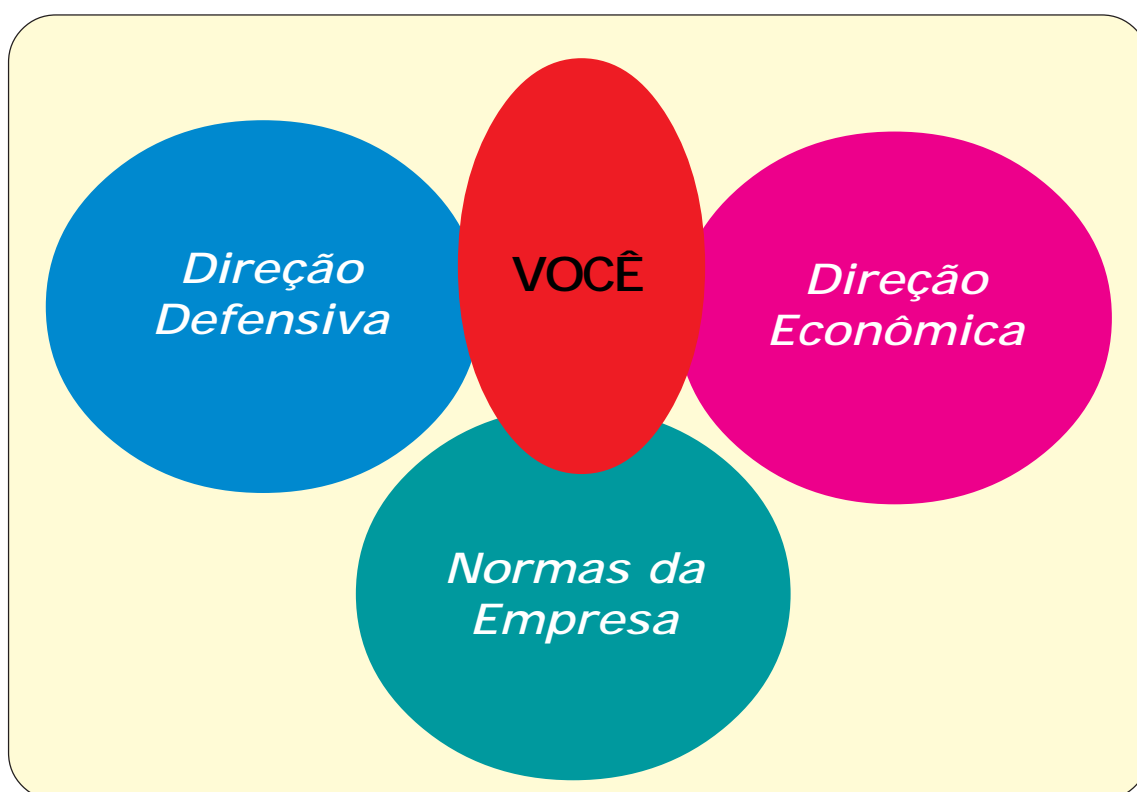 Direção
Defensiva
VOCÊ
Direção
Econômica
Normas da
Empresa